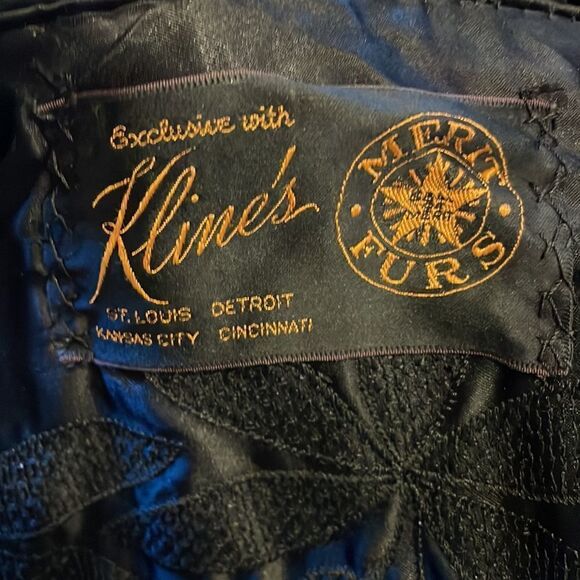 Exclusive with
Kline's
ST. LOUIS DETROIT
KANSAS CITY CINCINNATI
MERIT
FURS